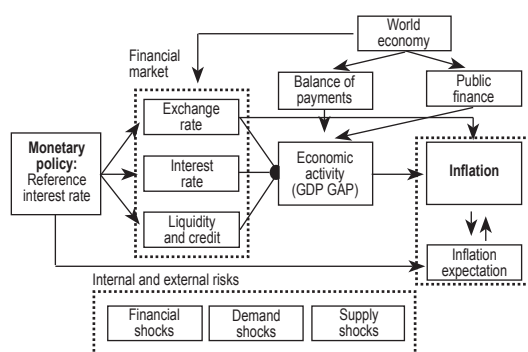 World
economy
Financial
market
Balance of
payments
Public
finance
Exchange
rate
Monetary
policy:
Reference
interest rate
Interest
rate
Economic
activity
(GDP GAP)
Inflation
Liquidity
and credit
Inflation
expectation
Internal and external risks
Financial
shocks
Demand
shocks
Supply
shocks